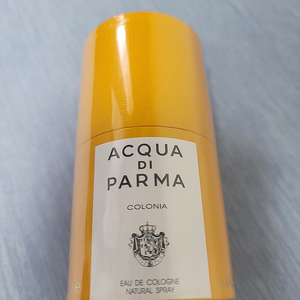 ACQUA
DI
PARMA
COLONIA
EAU DE COLOGNE
NATURAL SPRAY